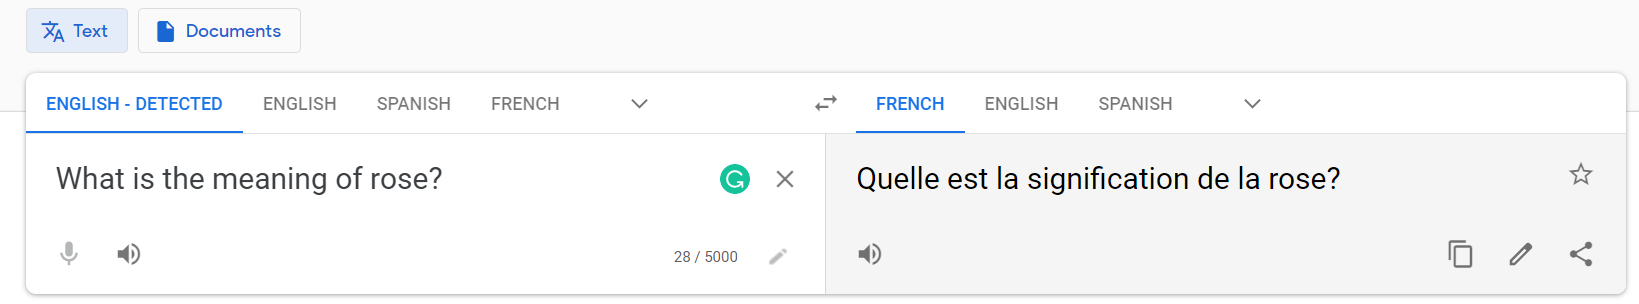 Text
Documents
ENGLISH - DETECTED ENGLISH SPANISH FRENCH
FRENCH ENGLISH SPANISH
What is the meaning of rose?
28 / 5000
Quelle est la signification de la rose?